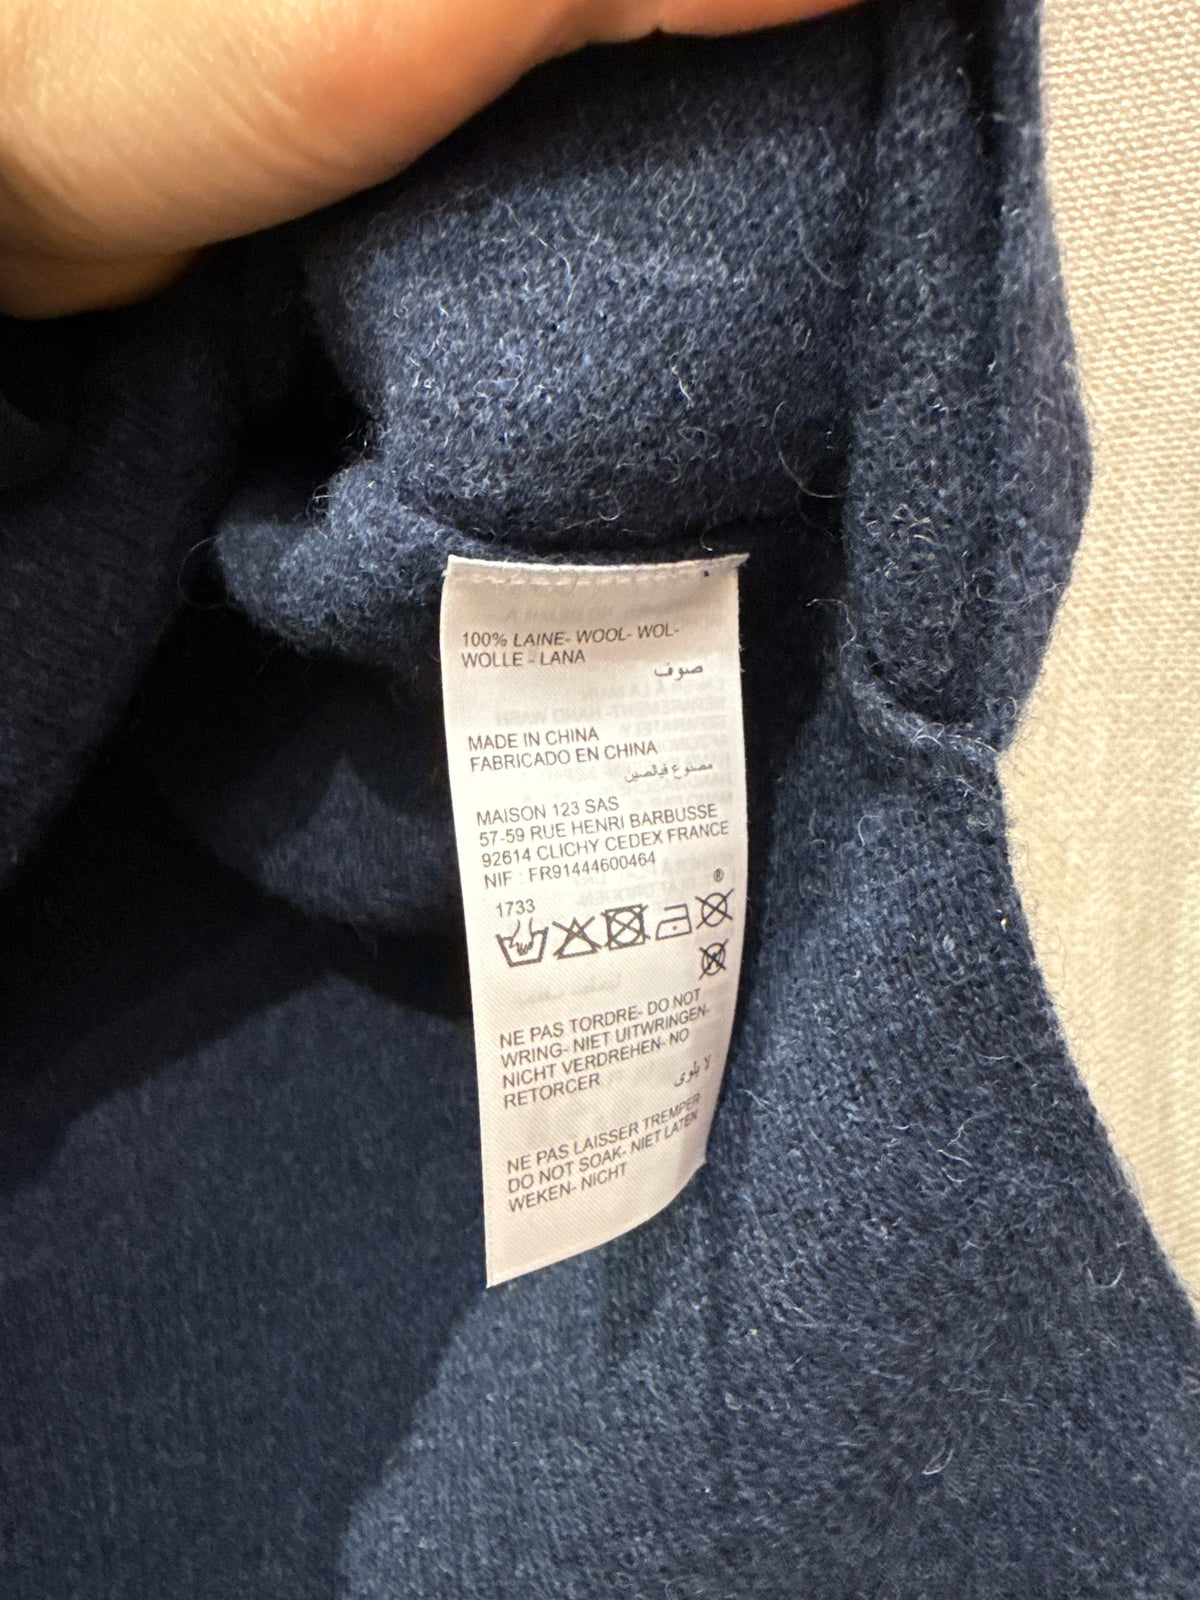 100% LAINE- WOOL- WOL-
WOLLE - LANA
صوف
MADE IN CHINA
FABRICADO EN CHINA
مصنوع فيالصين
MAISON 123 SAS
57-59 RUE HENRI BARBUSSE
92614 CLICHY CEDEX FRANCE
NIF : FR91444600464
®
1733
NE PAS TORDRE- DO NOT
WRING- NIET UITWRINGEN-
NICHT VERDREHEN- NO
RETORCER
لا يلوى
NE PAS LAISSER TREMPER
DO NOT SOAK- NIET LATEN
WEKEN- NICHT